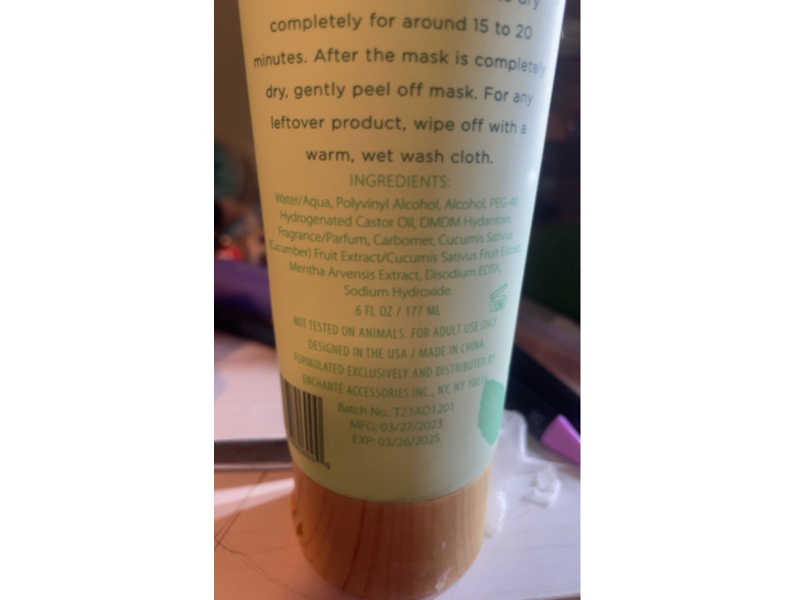 to dry
completely for around 15 to 20
minutes. After the mask is completely
dry, gently peel off mask. For any
leftover product, wipe off with a
warm, wet wash cloth.
INGREDIENTS:
Water/Aqua, Polyvinyl Alcohol, Alcohol, PEG-40
Hydrogenated Castor Oil, DMDM Hydantoin,
Fragrance/Parfum, Carbomer, Cucumis Sativus
(Cucumber) Fruit Extract/Cucumis Sativus Fruit Extract,
Mentha Arvensis Extract, Disodium EDTA,
Sodium Hydroxide.
6 FL OZ / 177 ML
NOT TESTED ON ANIMALS. FOR ADULT USE ONLY.
DESIGNED IN THE USA / MADE IN CHINA
FORMULATED EXCLUSIVELY AND DISTRIBUTED BY
ENCHANTE ACCESSORIES INC., NY, NY
Batch No.: T23AD1201
MFG: 03/27/2023
EXP: 03/26/2025